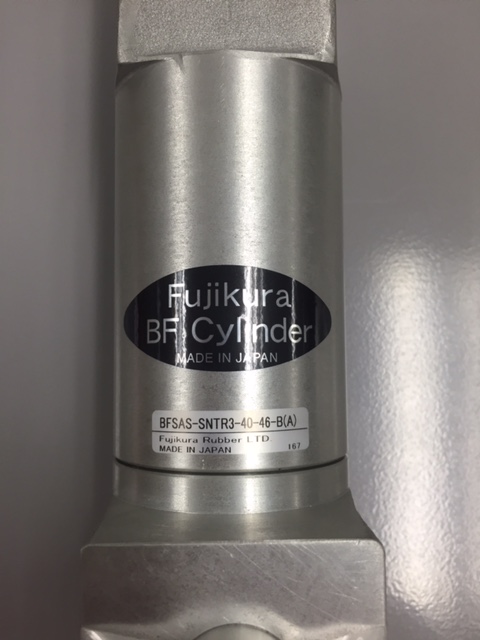 Fujikura
BF Cylinder
MADE IN JAPAN
BFSAS-SNTR3-40-46-B(A)
Fujikura Rubber LTD.
MADE IN JAPAN 167